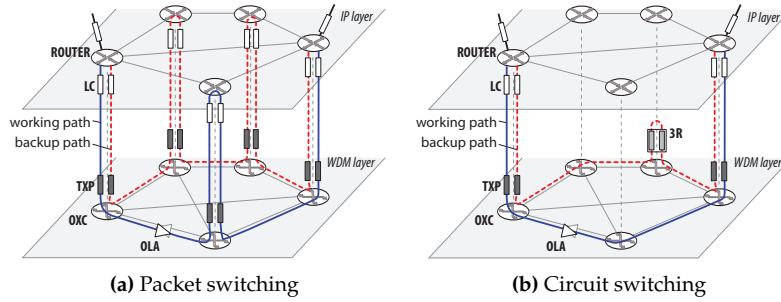 IP layer
ROUTER
LC
working path
backup path
WDM layer
TXP
OXC
OLA
(a) Packet switching
IP layer
ROUTER
LC
working path
backup path
3R
WDM layer
TXP
OXC
OLA
(b) Circuit switching